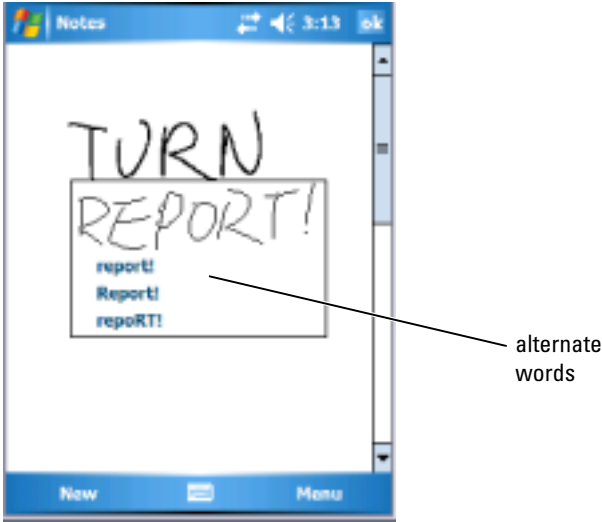 Notes 3:13 ok
TURN
REPORT!
report!
Report!
repoRT!
alternate
words
New Menu